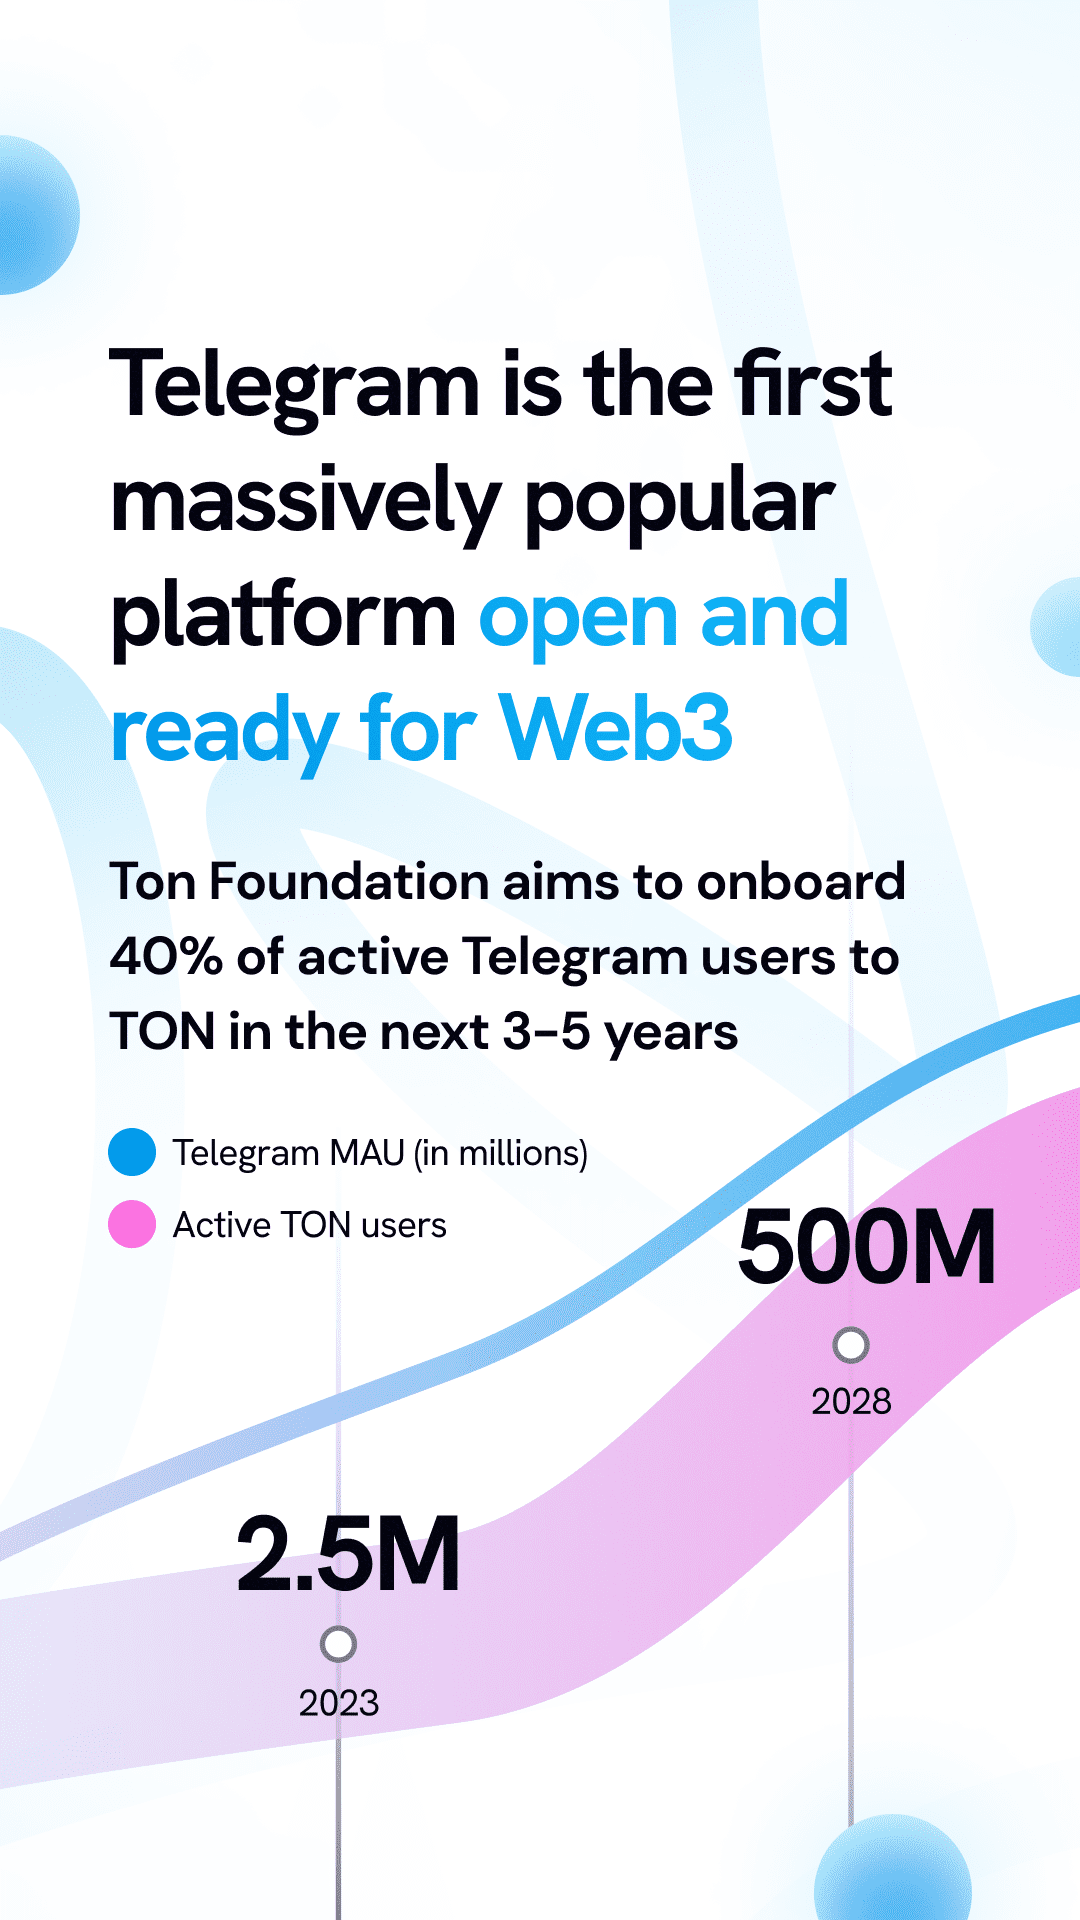 Telegram is the first
massively popular
platform open and
ready for Web3
Ton Foundation aims to onboard
40% of active Telegram users to
TON in the next 3–5 years
Telegram MAU (in millions)
Active TON users
500M
2028
2.5M
2023